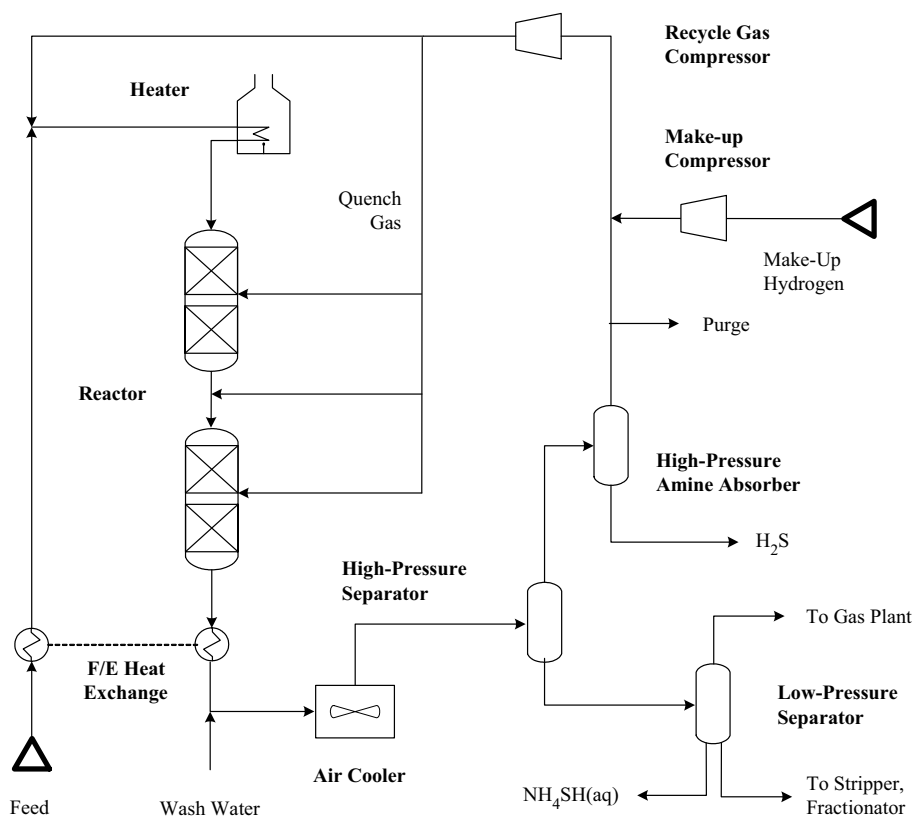 Recycle Gas
Compressor
Heater
Make-up
Compressor
Quench
Gas
Make-Up
Hydrogen
Purge
Reactor
High-Pressure
Amine Absorber
H₂S
High-Pressure
Separator
To Gas Plant
F/E Heat
Exchange
Low-Pressure
Separator
Air Cooler
NH₄SH(aq)
To Stripper,
Fractionator
Feed
Wash Water